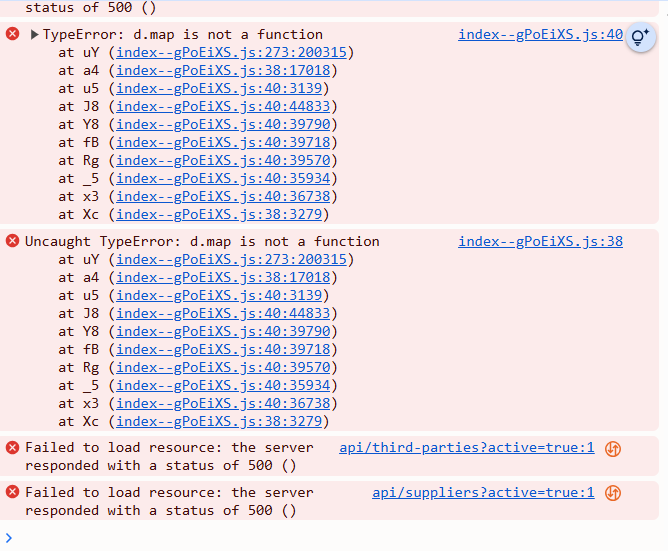 status of 500 ()
TypeError: d.map is not a function index--gPoEiXS.js:40
at uY (index--gPoEiXS.js:273:200315)
at a4 (index--gPoEiXS.js:38:17018)
at u5 (index--gPoEiXS.js:40:3139)
at J8 (index--gPoEiXS.js:40:44833)
at Y8 (index--gPoEiXS.js:40:39790)
at fB (index--gPoEiXS.js:40:39718)
at Rg (index--gPoEiXS.js:40:39570)
at _5 (index--gPoEiXS.js:40:35934)
at x3 (index--gPoEiXS.js:40:36738)
at Xc (index--gPoEiXS.js:38:3279)
Uncaught TypeError: d.map is not a function index--gPoEiXS.js:38
at uY (index--gPoEiXS.js:273:200315)
at a4 (index--gPoEiXS.js:38:17018)
at u5 (index--gPoEiXS.js:40:3139)
at J8 (index--gPoEiXS.js:40:44833)
at Y8 (index--gPoEiXS.js:40:39790)
at fB (index--gPoEiXS.js:40:39718)
at Rg (index--gPoEiXS.js:40:39570)
at _5 (index--gPoEiXS.js:40:35934)
at x3 (index--gPoEiXS.js:40:36738)
at Xc (index--gPoEiXS.js:38:3279)
Failed to load resource: the server api/third-parties?active=true:1
responded with a status of 500 ()
Failed to load resource: the server api/suppliers?active=true:1
responded with a status of 500 ()